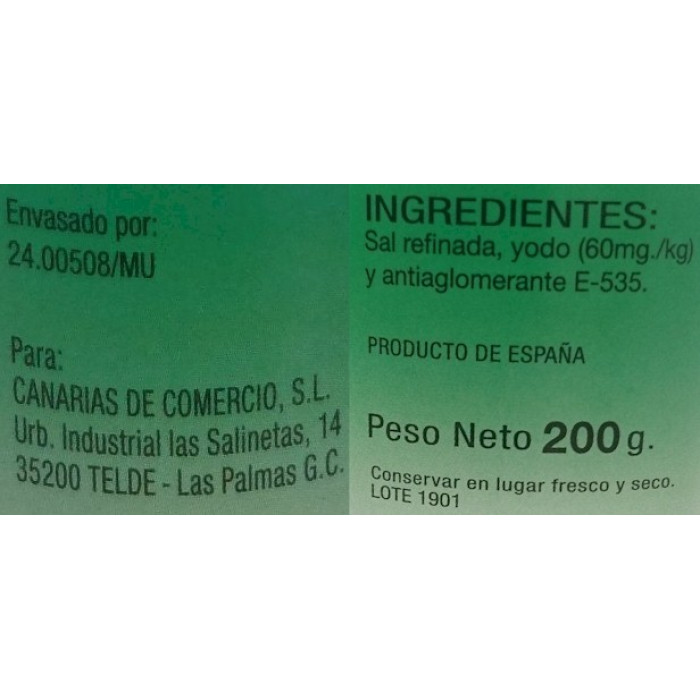 Envasado por:
24.00508/MU
Para:
CANARIAS DE COMERCIO, S.L.
Urb. Industrial las Salinetas, 14
35200 TELDE - Las Palmas G.C.
INGREDIENTES:
Sal refinada, yodo (60mg./kg)
y antiaglomerante E-535.
PRODUCTO DE ESPAÑA
Peso Neto 200 g.
Conservar en lugar fresco y seco.
LOTE 1901